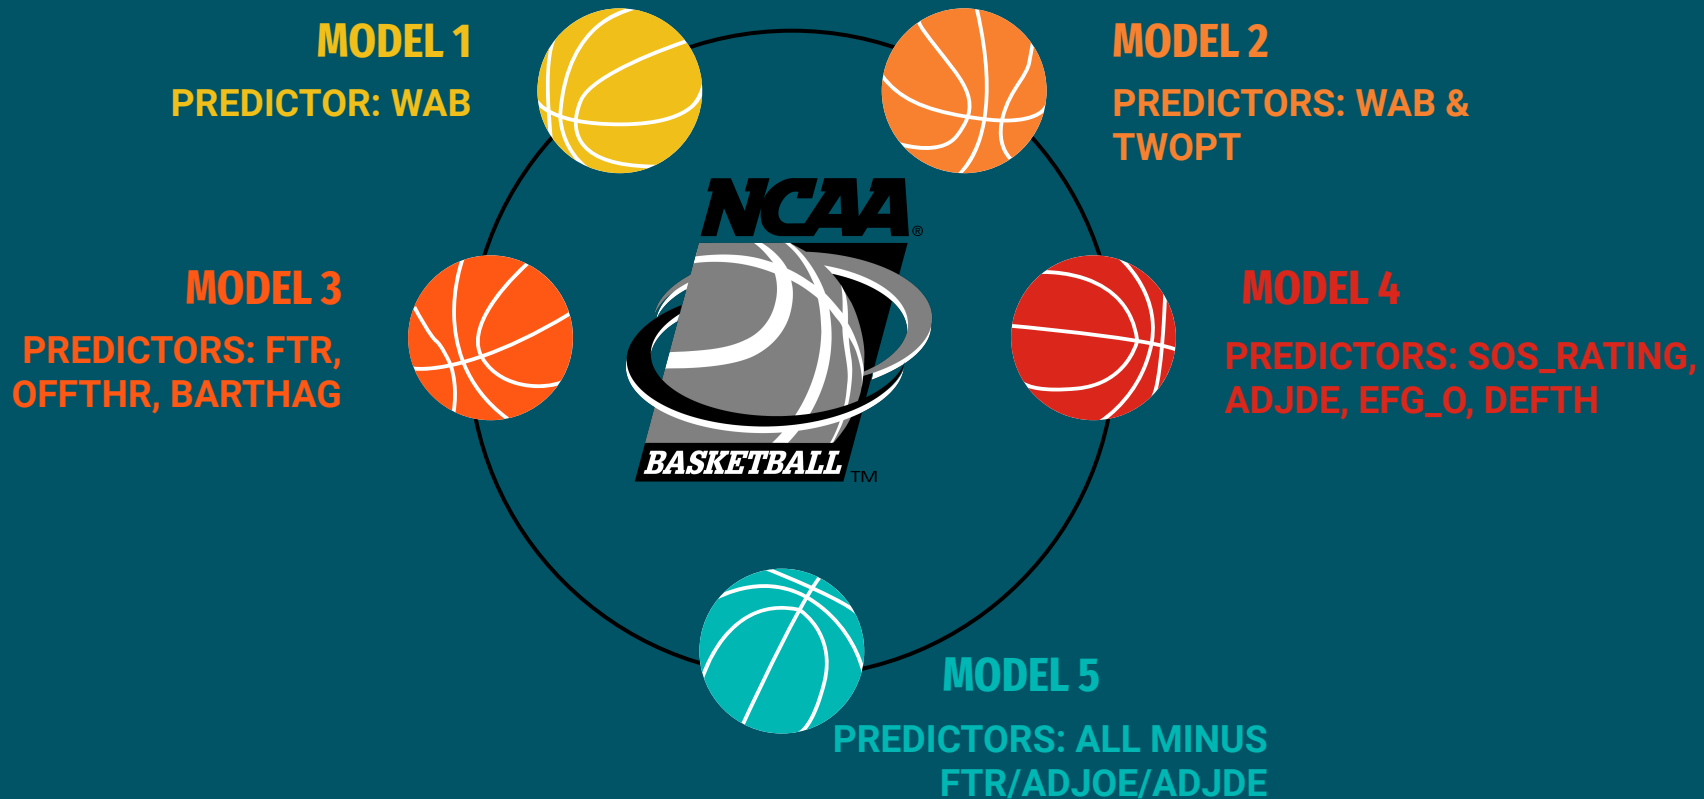 MODEL 1
PREDICTOR: WAB
MODEL 2
PREDICTORS: WAB &
TWOPT
NCAA®
BASKETBALL TM
MODEL 3
PREDICTORS: FTR,
OFFTHR, BARTHAG
MODEL 4
PREDICTORS: SOS_RATING,
ADJDE, EFG_O, DEFTH
MODEL 5
PREDICTORS: ALL MINUS
FTR/ADJOE/ADJDE